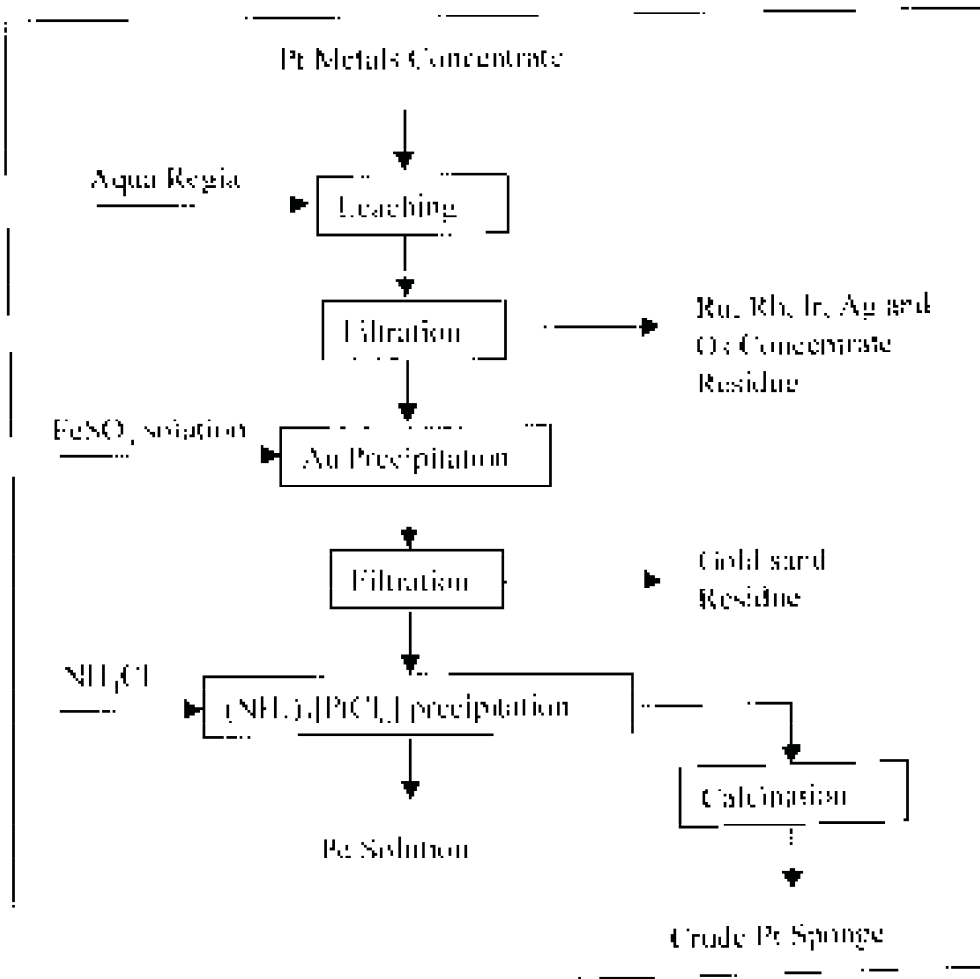 Pt Metals Concentrate
Aqua Regia
Leaching
Filtration
Ru, Rh, Ir, Ag and
Os Concentrate
Residue
FeSO₄ solution
Au Precipitation
Filtration
Gold sand
Residue
NH₄Cl
(NH₄)₂[PtCl₆] precipitation
Calcination
Pd Solution
Crude Pt Sponge